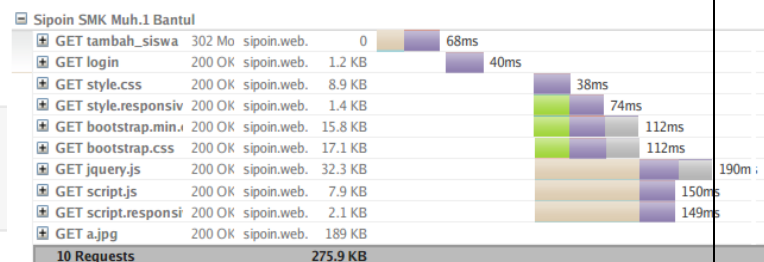 Sipoin SMK Muh.1 Bantul
GET tambah_siswa 302 Mo sipoin.web. 0 68ms
GET login 200 OK sipoin.web. 1.2 KB 40ms
GET style.css 200 OK sipoin.web. 8.9 KB 38ms
GET style.responsiv 200 OK sipoin.web. 1.4 KB 74ms
GET bootstrap.min. 200 OK sipoin.web. 15.8 KB 112ms
GET bootstrap.css 200 OK sipoin.web. 17.1 KB 112ms
GET jquery.js 200 OK sipoin.web. 32.3 KB 190m
GET script.js 200 OK sipoin.web. 7.9 KB 150ms
GET script.responsi 200 OK sipoin.web. 2.1 KB 149ms
GET a.jpg 200 OK sipoin.web. 189 KB
10 Requests 275.9 KB